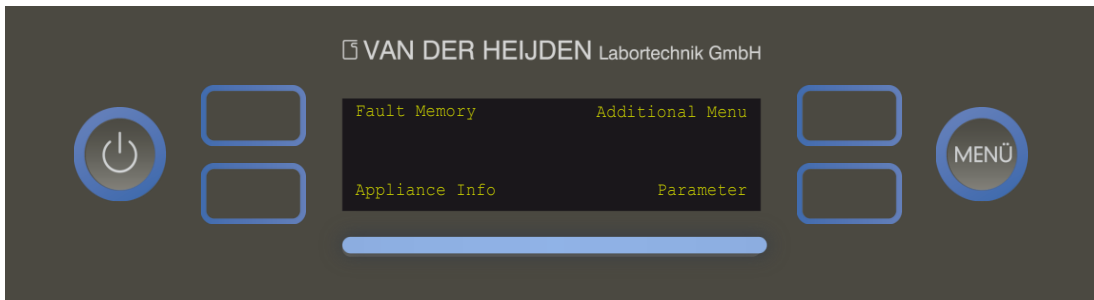 VAN DER HEIJDEN Labortechnik GmbH
Fault Memory Additional Menu
MENÜ
Appliance Info Parameter